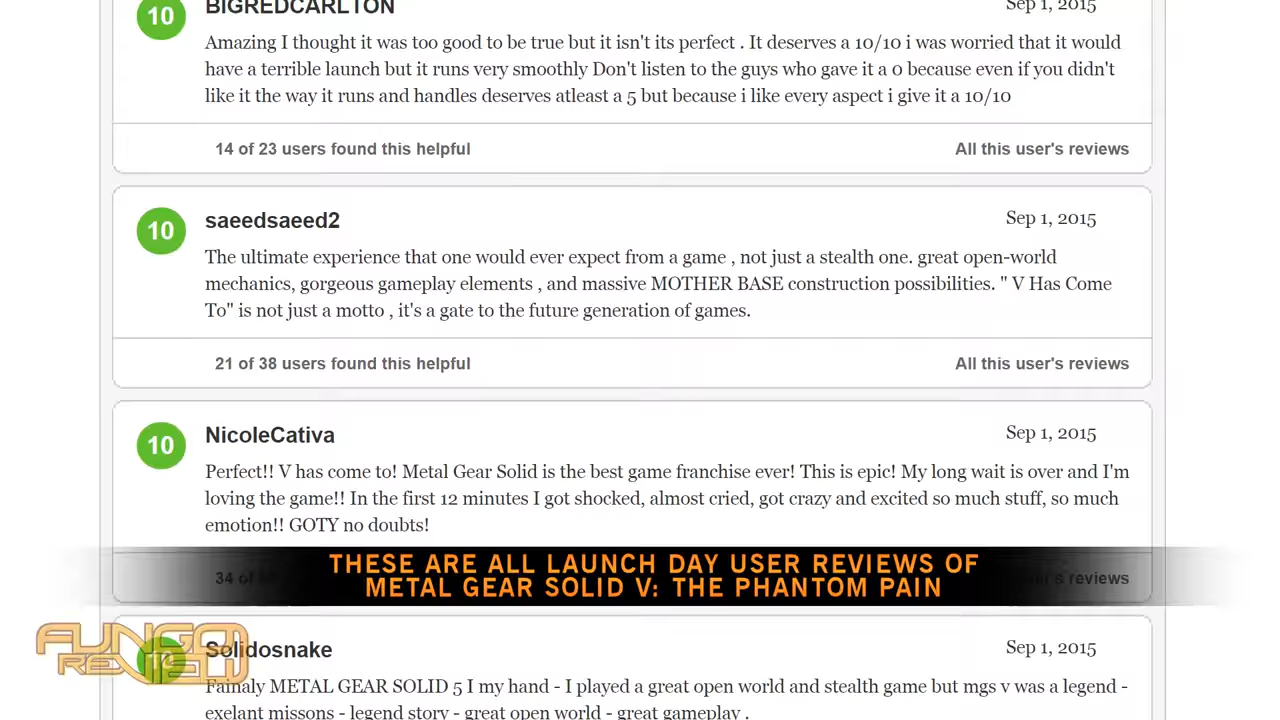 10
BIGREDCARLTON
Sep 1, 2015
Amazing I thought it was too good to be true but it isn't its perfect . It deserves a 10/10 i was worried that it would
have a terrible launch but it runs very smoothly Don't listen to the guys who gave it a 0 because even if you didn't
like it the way it runs and handles deserves atleast a 5 but because i like every aspect i give it a 10/10
14 of 23 users found this helpful
All this user's reviews
10
saeedsaeed2
Sep 1, 2015
The ultimate experience that one would ever expect from a game , not just a stealth one. great open-world
mechanics, gorgeous gameplay elements , and massive MOTHER BASE construction possibilities. " V Has Come
To" is not just a motto , it's a gate to the future generation of games.
21 of 38 users found this helpful
All this user's reviews
10
NicoleCativa
Sep 1, 2015
Perfect!! V has come to! Metal Gear Solid is the best game franchise ever! This is epic! My long wait is over and I'm
loving the game!! In the first 12 minutes I got shocked, almost cried, got crazy and excited so much stuff, so much
emotion!! GOTY no doubts!
THESE ARE ALL LAUNCH DAY USER REVIEWS OF
METAL GEAR SOLID V: THE PHANTOM PAIN
34 of
reviews
Solidosnake
Sep 1, 2015
Fainaly METAL GEAR SOLID 5 I my hand - I played a great open world and stealth game but mgs v was a legend -
exelant missons - legend story - great open world - great gameplay .